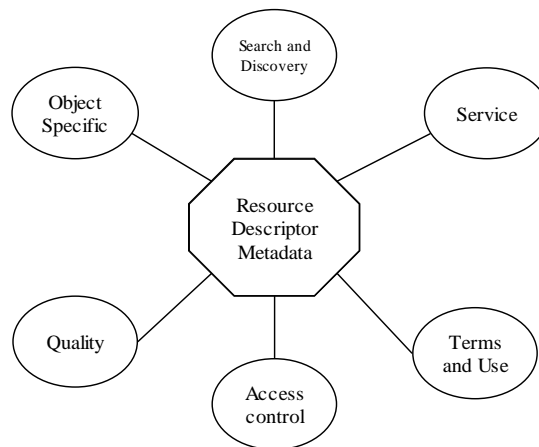 Search and
Discovery
Object
Specific
Service
Resource
Descriptor
Metadata
Quality
Terms
and Use
Access
control